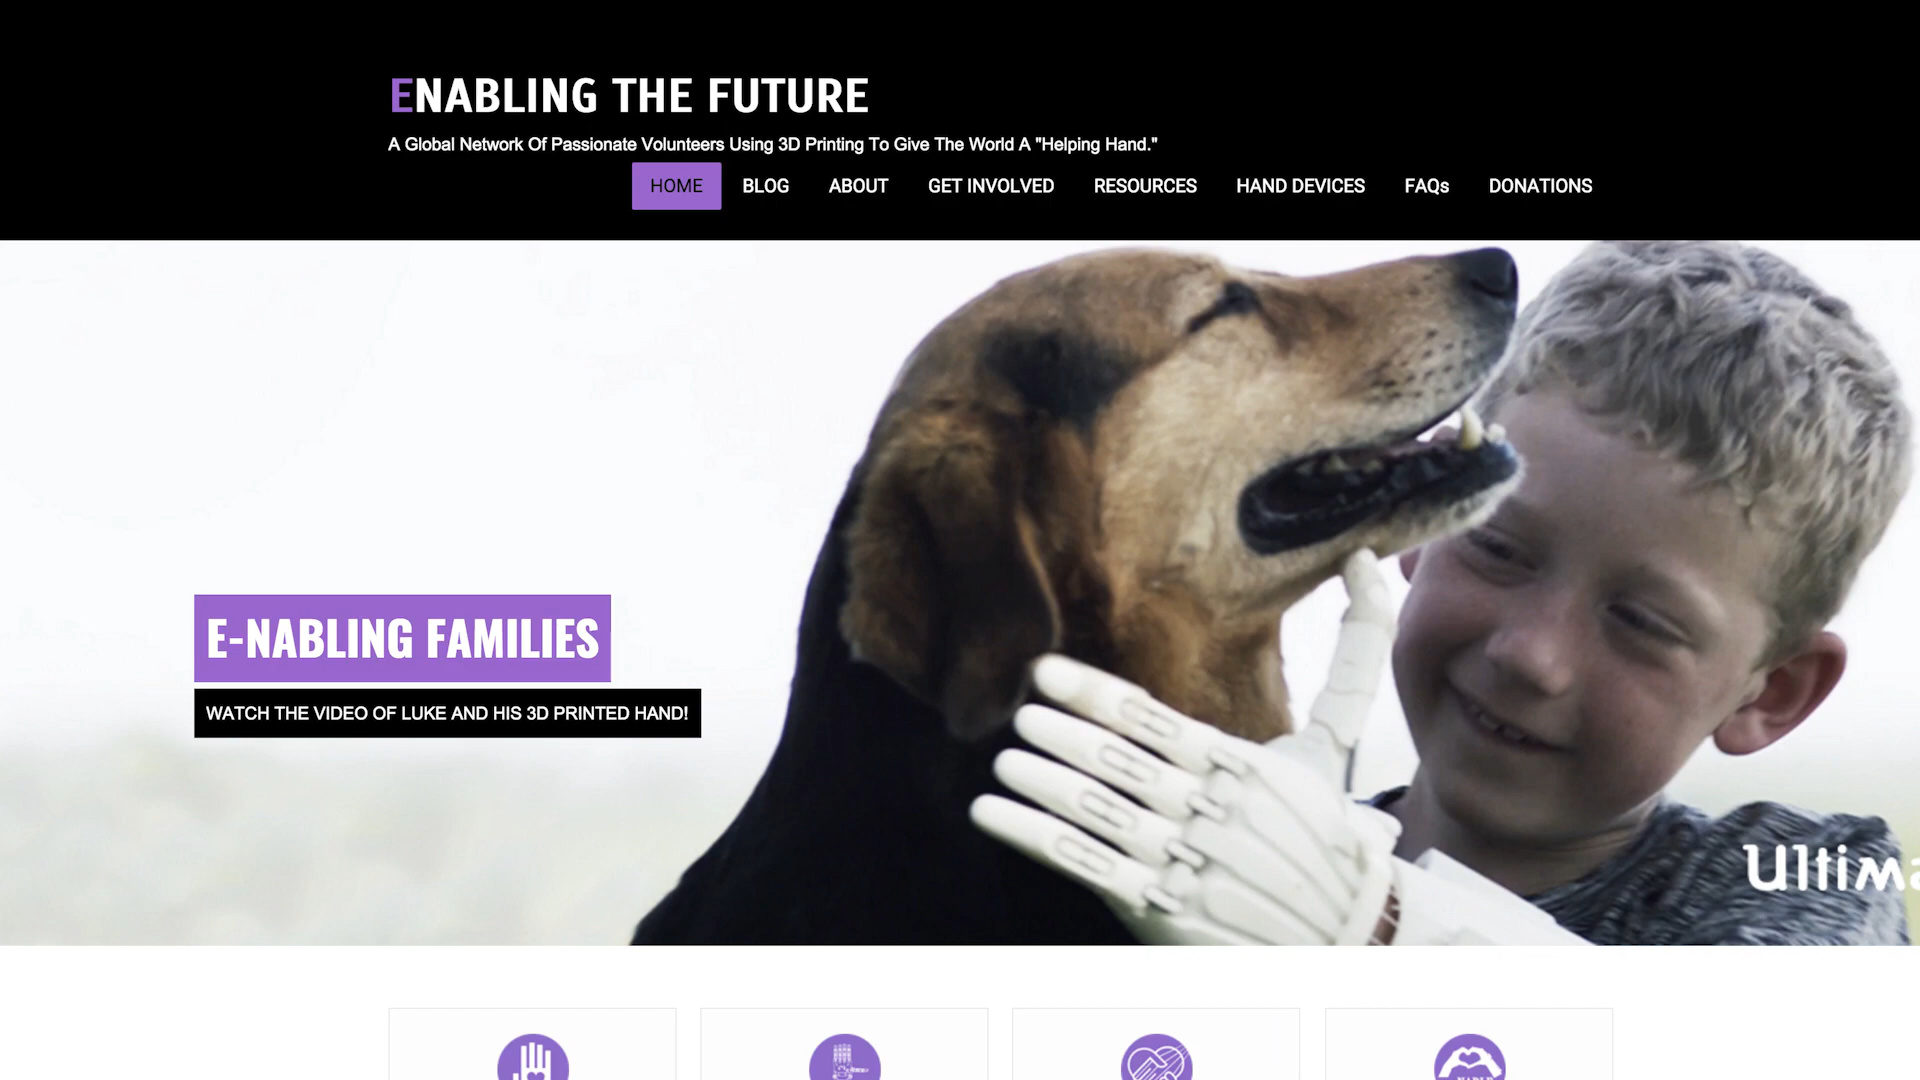 ENABLING THE FUTURE
A Global Network Of Passionate Volunteers Using 3D Printing To Give The World A "Helping Hand."
HOME BLOG ABOUT GET INVOLVED RESOURCES HAND DEVICES FAQs DONATIONS
E-NABLING FAMILIES
WATCH THE VIDEO OF LUKE AND HIS 3D PRINTED HAND!